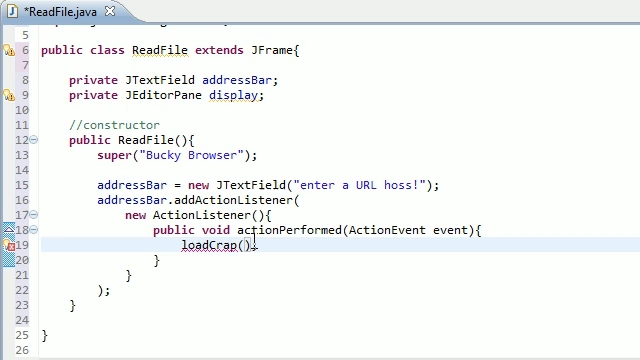 *ReadFile.java
5
6 public class ReadFile extends JFrame{
7
8 private JTextField addressBar;
9 private JEditorPane display;
10
11 //constructor
12 public ReadFile(){
13 super("Bucky Browser");
14
15 addressBar = new JTextField("enter a URL hoss!");
16 addressBar.addActionListener(
17 new ActionListener(){
18 public void actionPerformed(ActionEvent event){
19 loadCrap()
20 }
21 }
22 );
23 }
24
25 }
26